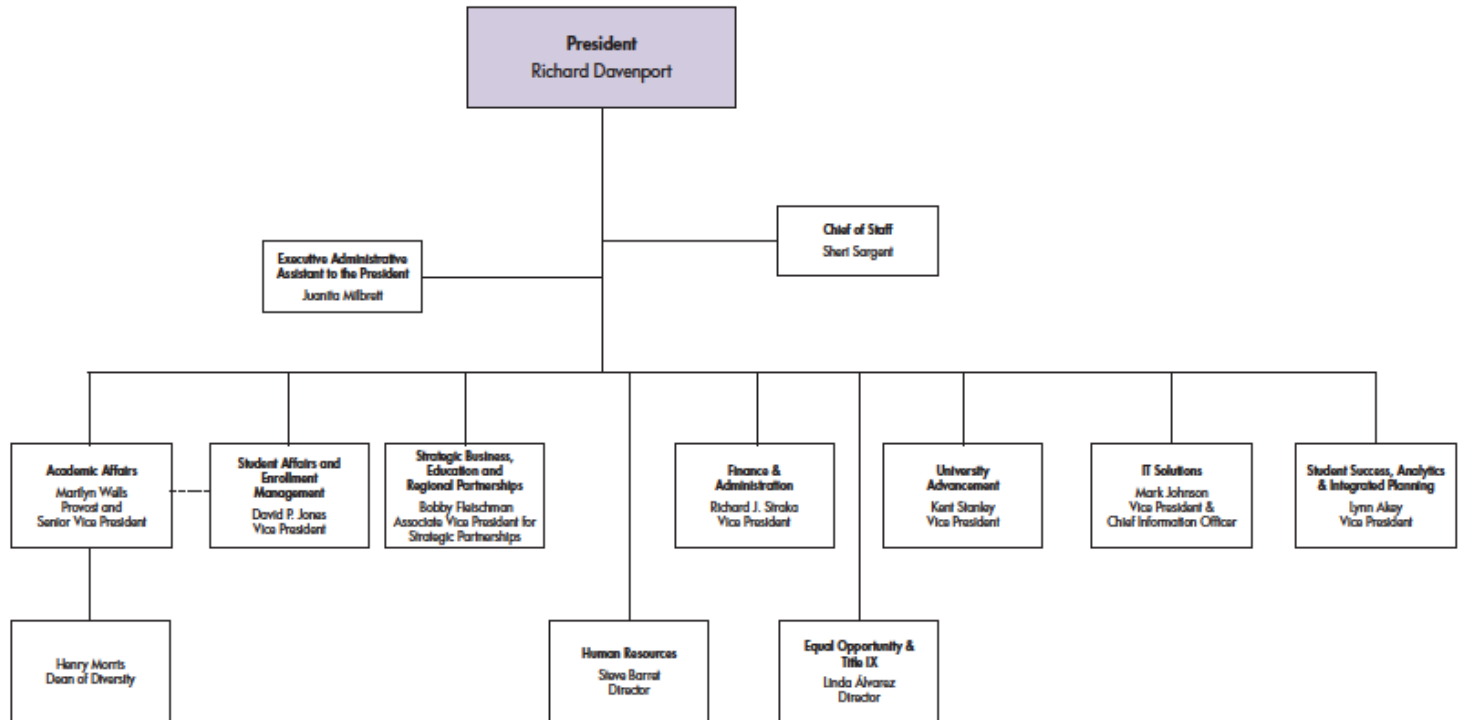 President
Richard Davenport
Chief of Staff
Sheri Sargent
Executive Administrative
Assistant to the President
Juanita Milbrett
Academic Affairs
Marilyn Wells
Provost and
Senior Vice President
Student Affairs and
Enrollment
Management
David P. Jones
Vice President
Strategic Business,
Education and
Regional Partnerships
Bobby Fleischman
Associate Vice President for
Strategic Partnerships
Finance &
Administration
Richard J. Straka
Vice President
University
Advancement
Kent Stanley
Vice President
IT Solutions
Mark Johnson
Vice President &
Chief Information Officer
Student Success, Analytics
& Integrated Planning
Lynn Akey
Vice President
Henry Morris
Dean of Diversity
Human Resources
Steve Barret
Director
Equal Opportunity &
Title IX
Linda Álvarez
Director